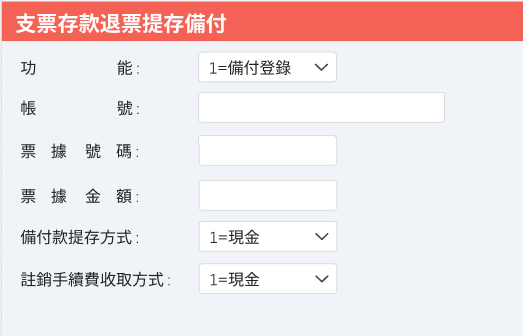 支票存款退票提存備付
功 能: 1=備付登錄
帳 號:
票 據 號 碼:
票 據 金 額:
備付款提存方式: 1=現金
註銷手續費收取方式: 1=現金